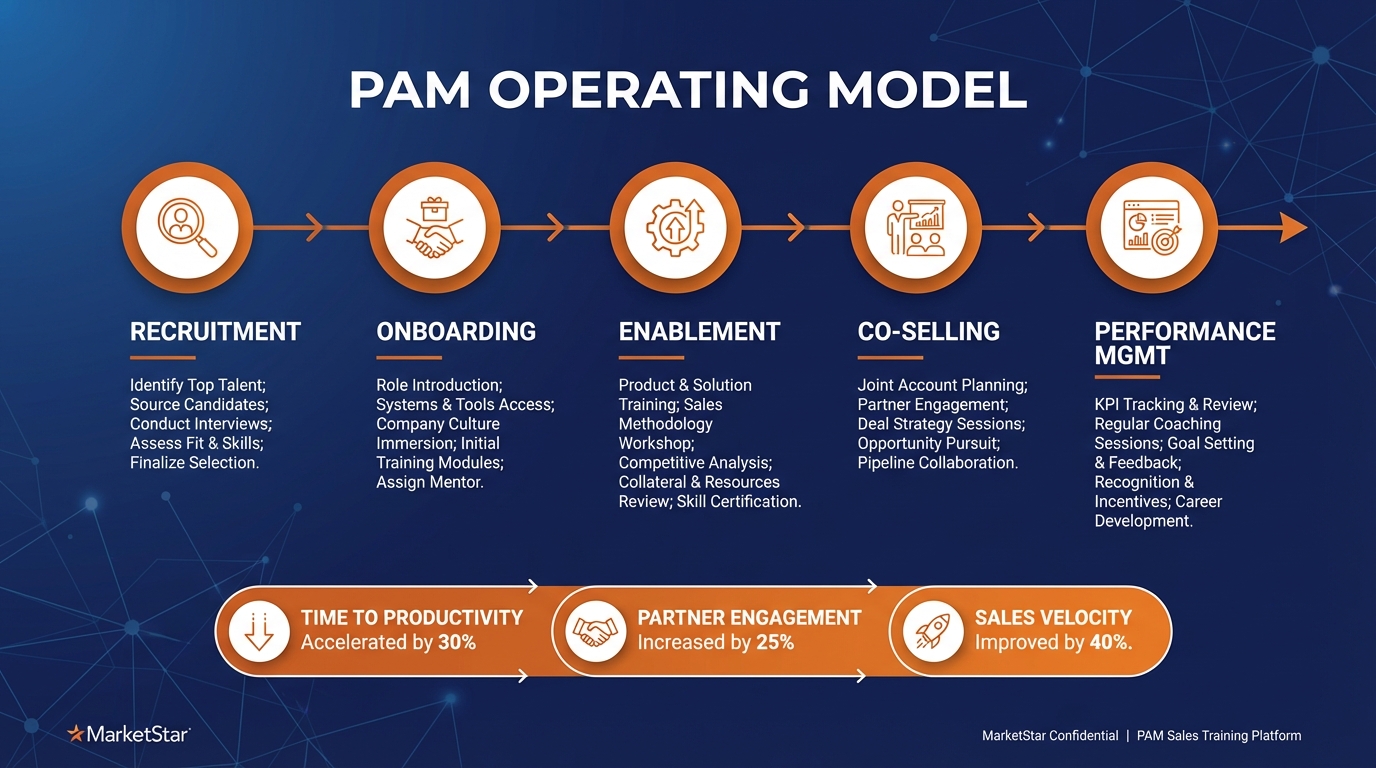 PAM OPERATING MODEL
RECRUITMENT
Identify Top Talent;
Source Candidates;
Conduct Interviews;
Assess Fit & Skills;
Finalize Selection.
ONBOARDING
Role Introduction;
Systems & Tools Access;
Company Culture
Immersion; Initial
Training Modules;
Assign Mentor.
ENABLEMENT
Product & Solution
Training; Sales
Methodology
Workshop;
Competitive Analysis;
Collateral & Resources
Review; Skill Certification.
CO-SELLING
Joint Account Planning;
Partner Engagement;
Deal Strategy Sessions;
Opportunity Pursuit;
Pipeline Collaboration.
PERFORMANCE
MGMT
KPI Tracking & Review;
Regular Coaching
Sessions; Goal Setting
& Feedback;
Recognition &
Incentives; Career
Development.
TIME TO PRODUCTIVITY
Accelerated by 30%
PARTNER ENGAGEMENT
Increased by 25%
SALES VELOCITY
Improved by 40%.
MarketStar
MarketStar Confidential | PAM Sales Training Platform